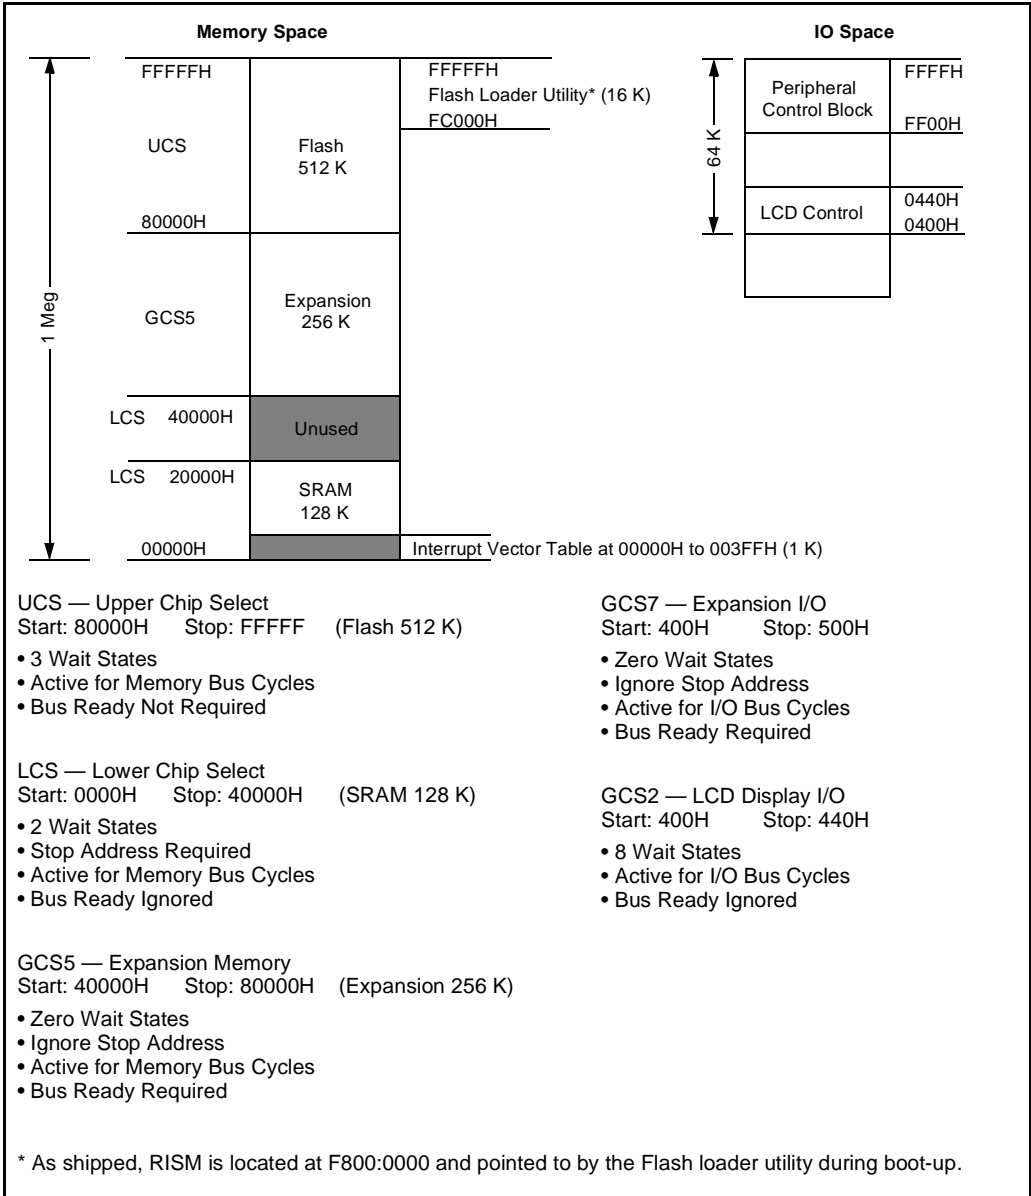 Memory Space
IO Space
FFFFFH
FFFFFH
Flash Loader Utility* (16 K)
FC000H
UCS
Flash
512 K
80000H
1 Meg
GCS5
Expansion
256 K
LCS 40000H
Unused
LCS 20000H
SRAM
128 K
00000H
Interrupt Vector Table at 00000H to 003FFH (1 K)
64 K
Peripheral
Control Block
FFFFH
FF00H
LCD Control
0440H
0400H
UCS — Upper Chip Select
Start: 80000H Stop: FFFFF (Flash 512 K)
• 3 Wait States
• Active for Memory Bus Cycles
• Bus Ready Not Required
LCS — Lower Chip Select
Start: 0000H Stop: 40000H (SRAM 128 K)
• 2 Wait States
• Stop Address Required
• Active for Memory Bus Cycles
• Bus Ready Ignored
GCS5 — Expansion Memory
Start: 40000H Stop: 80000H (Expansion 256 K)
• Zero Wait States
• Ignore Stop Address
• Active for Memory Bus Cycles
• Bus Ready Required
GCS7 — Expansion I/O
Start: 400H Stop: 500H
• Zero Wait States
• Ignore Stop Address
• Active for I/O Bus Cycles
• Bus Ready Required
GCS2 — LCD Display I/O
Start: 400H Stop: 440H
• 8 Wait States
• Active for I/O Bus Cycles
• Bus Ready Ignored
* As shipped, RISM is located at F800:0000 and pointed to by the Flash loader utility during boot-up.